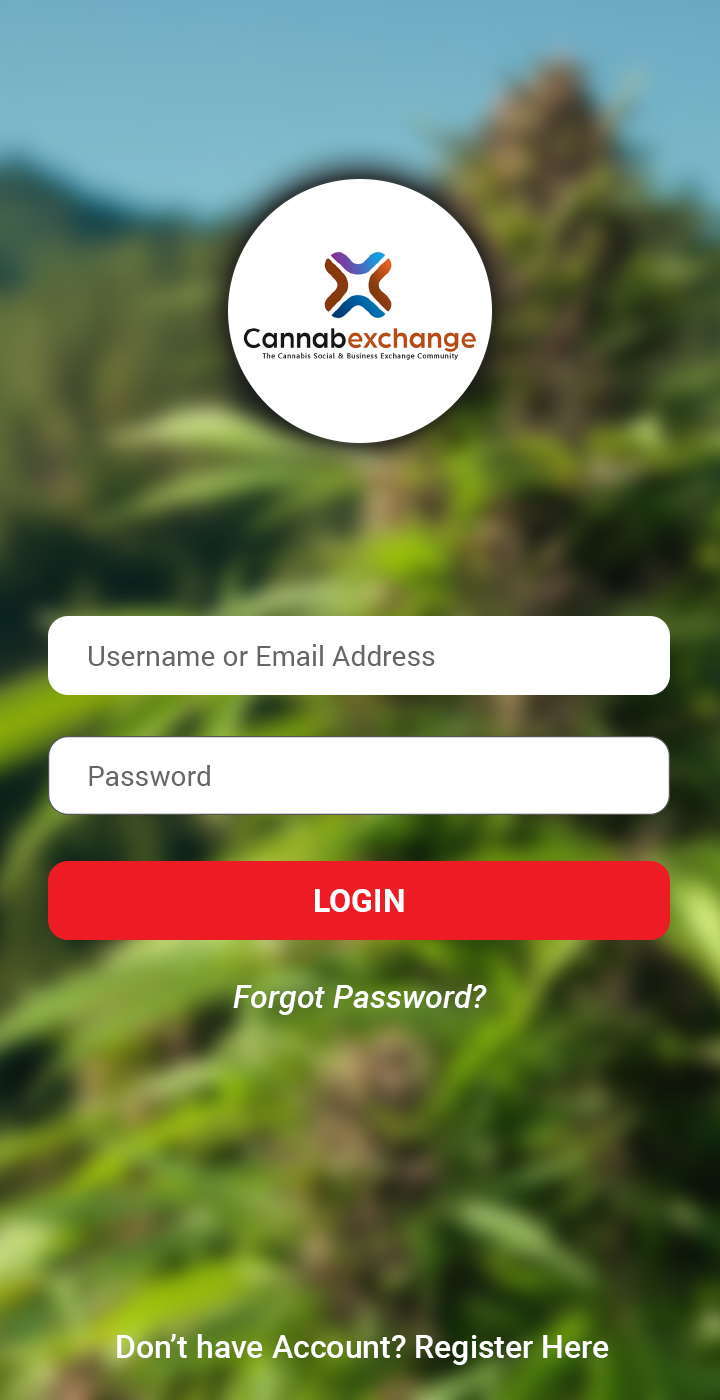 Cannabexchange
The Cannabis Social & Business Exchange Community
Username or Email Address
Password
LOGIN
Forgot Password?
Don’t have Account? Register Here